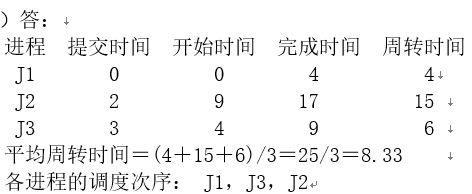 ）答：
进程 提交时间 开始时间 完成时间 周转时间
J1 0 0 4 4
J2 2 9 17 15
J3 3 4 9 6
平均周转时间＝(4＋15＋6)/3＝25/3＝8.33
各进程的调度次序： J1，J3，J2